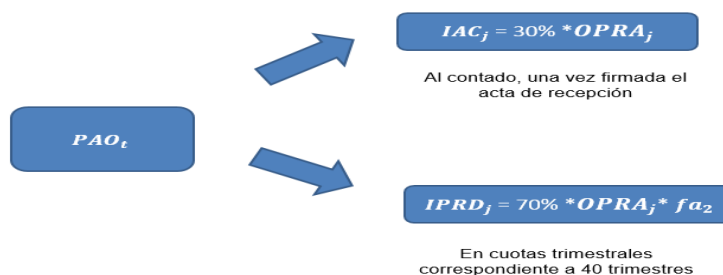 IAC_j = 30% *OPRA_j
Al contado, una vez firmada el
acta de recepción
PAO_t
IPRD_j = 70% *OPRA_j* fa_2
En cuotas trimestrales
correspondiente a 40 trimestres